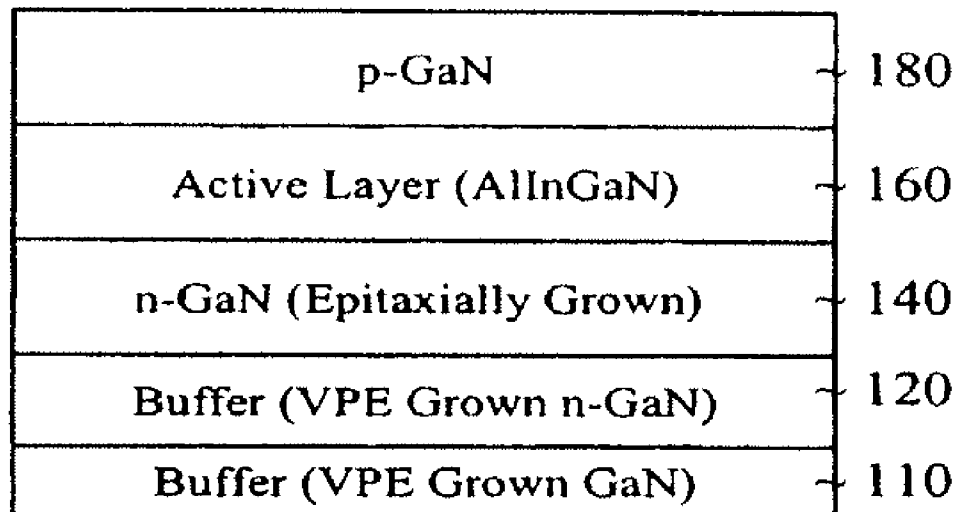 p-GaN 180
Active Layer (AlInGaN) 160
n-GaN (Epitaxially Grown) 140
Buffer (VPE Grown n-GaN) 120
Buffer (VPE Grown GaN) 110